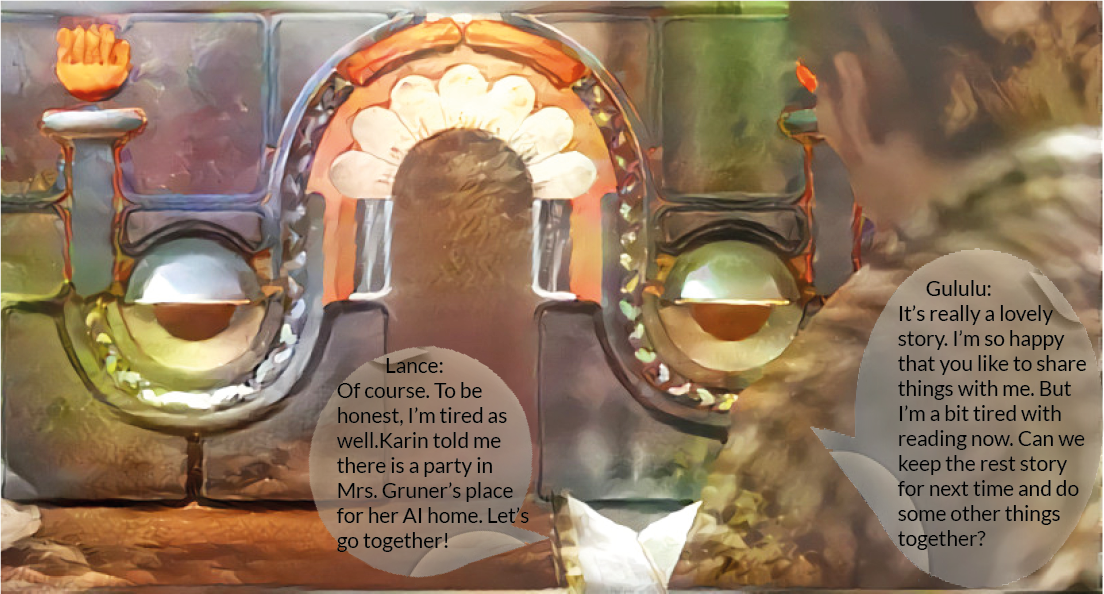 Gululu:
It's really a lovely
story. I'm so happy
that you like to share
things with me. But
I'm a bit tired with
reading now. Can we
keep the rest story
for next time and do
some other things
together?
Lance:
Of course. To be
honest, I'm tired as
well.Karin told me
there is a party in
Mrs. Gruner's place
for her AI home. Let's
go together!